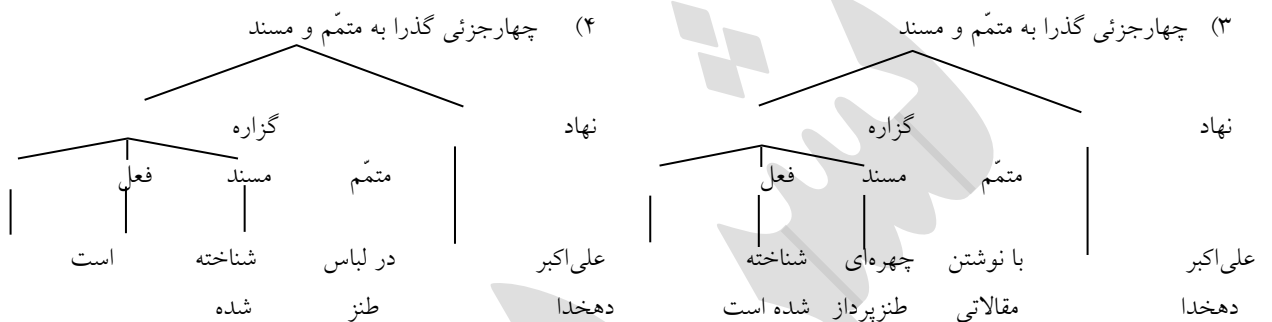 ۳) چهارجزئی گذرا به متمّم و مسند
نهاد گزاره
متمّم مسند فعل
علی‌اکبر با نوشتن چهره‌ای شناخته
دهخدا مقالاتی طنزپرداز شده است
۴) چهارجزئی گذرا به متمّم و مسند
نهاد گزاره
متمّم مسند فعل
علی‌اکبر در لباس شناخته است
دهخدا طنز شده